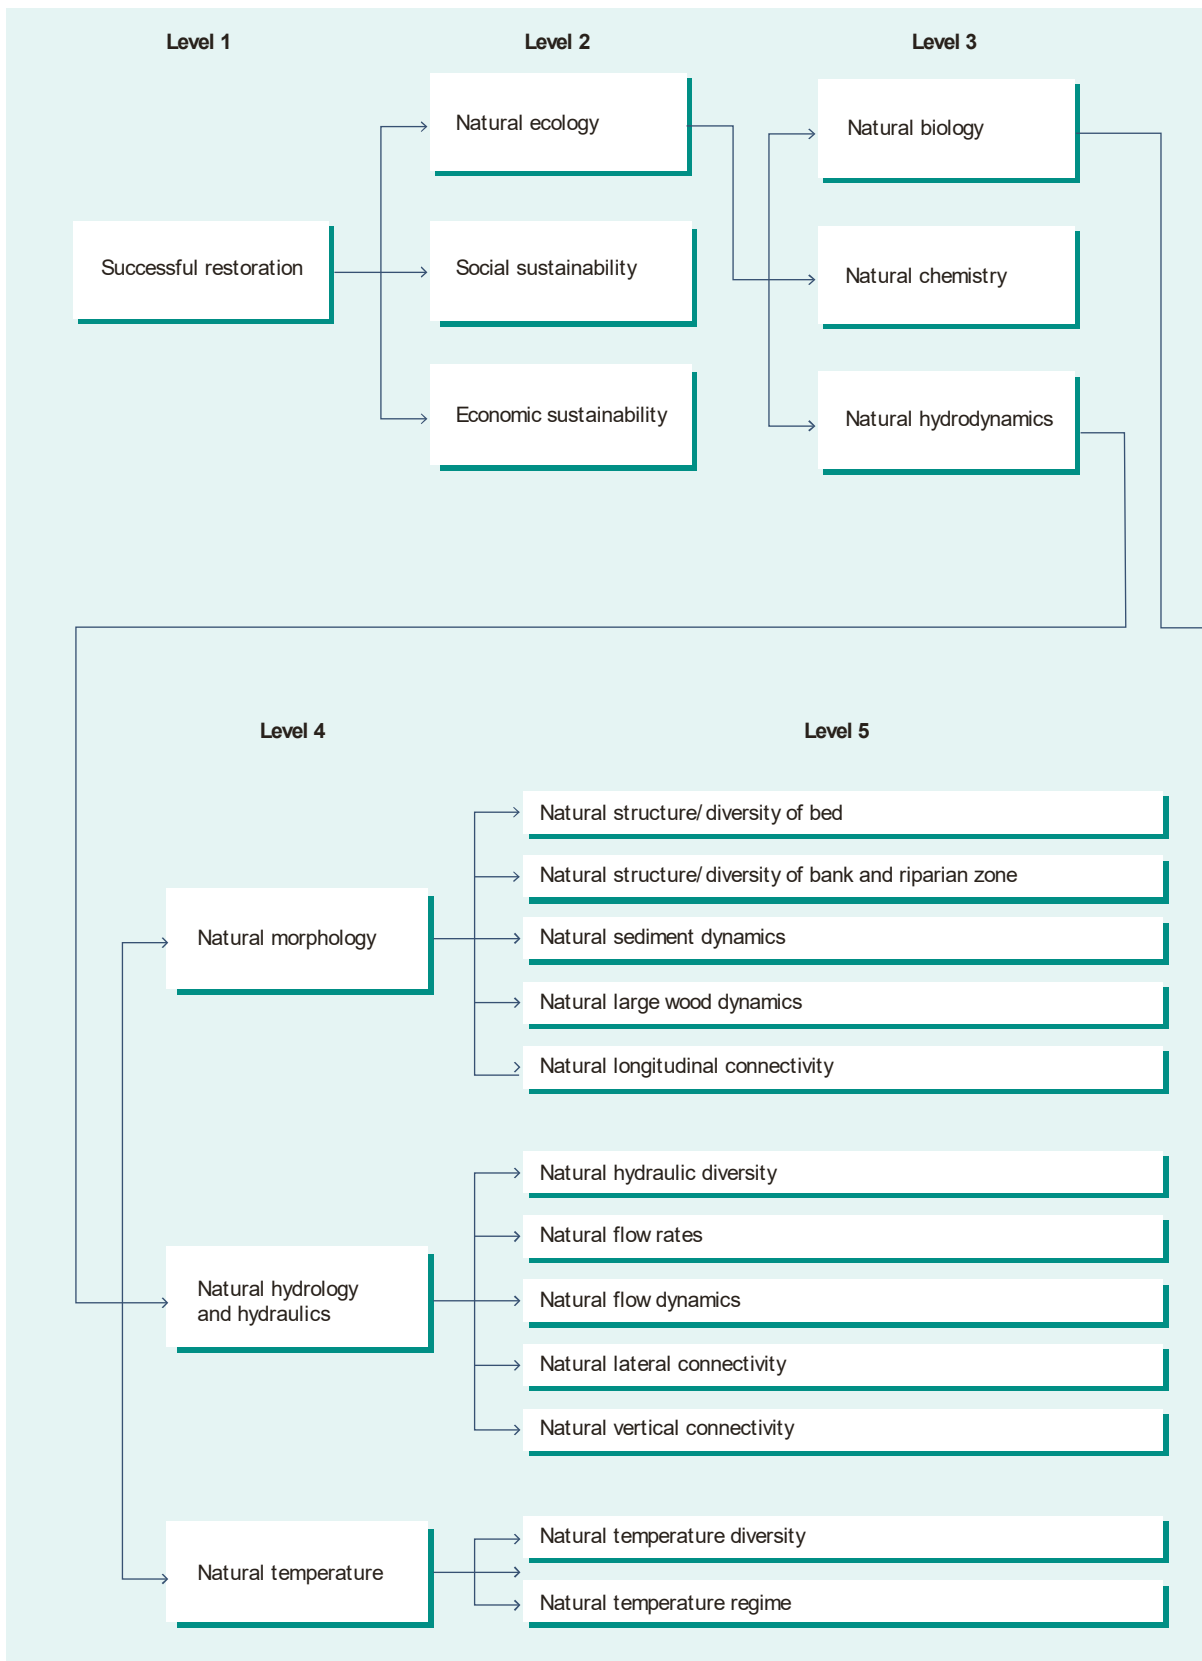 Level 1
Level 2
Level 3
Natural ecology
Natural biology
Successful restoration
Social sustainability
Natural chemistry
Economic sustainability
Natural hydrodynamics
Level 4
Level 5
Natural structure/ diversity of bed
Natural structure/ diversity of bank and riparian zone
Natural morphology
Natural sediment dynamics
Natural large wood dynamics
Natural longitudinal connectivity
Natural hydraulic diversity
Natural flow rates
Natural hydrology
and hydraulics
Natural flow dynamics
Natural lateral connectivity
Natural vertical connectivity
Natural temperature diversity
Natural temperature
Natural temperature regime